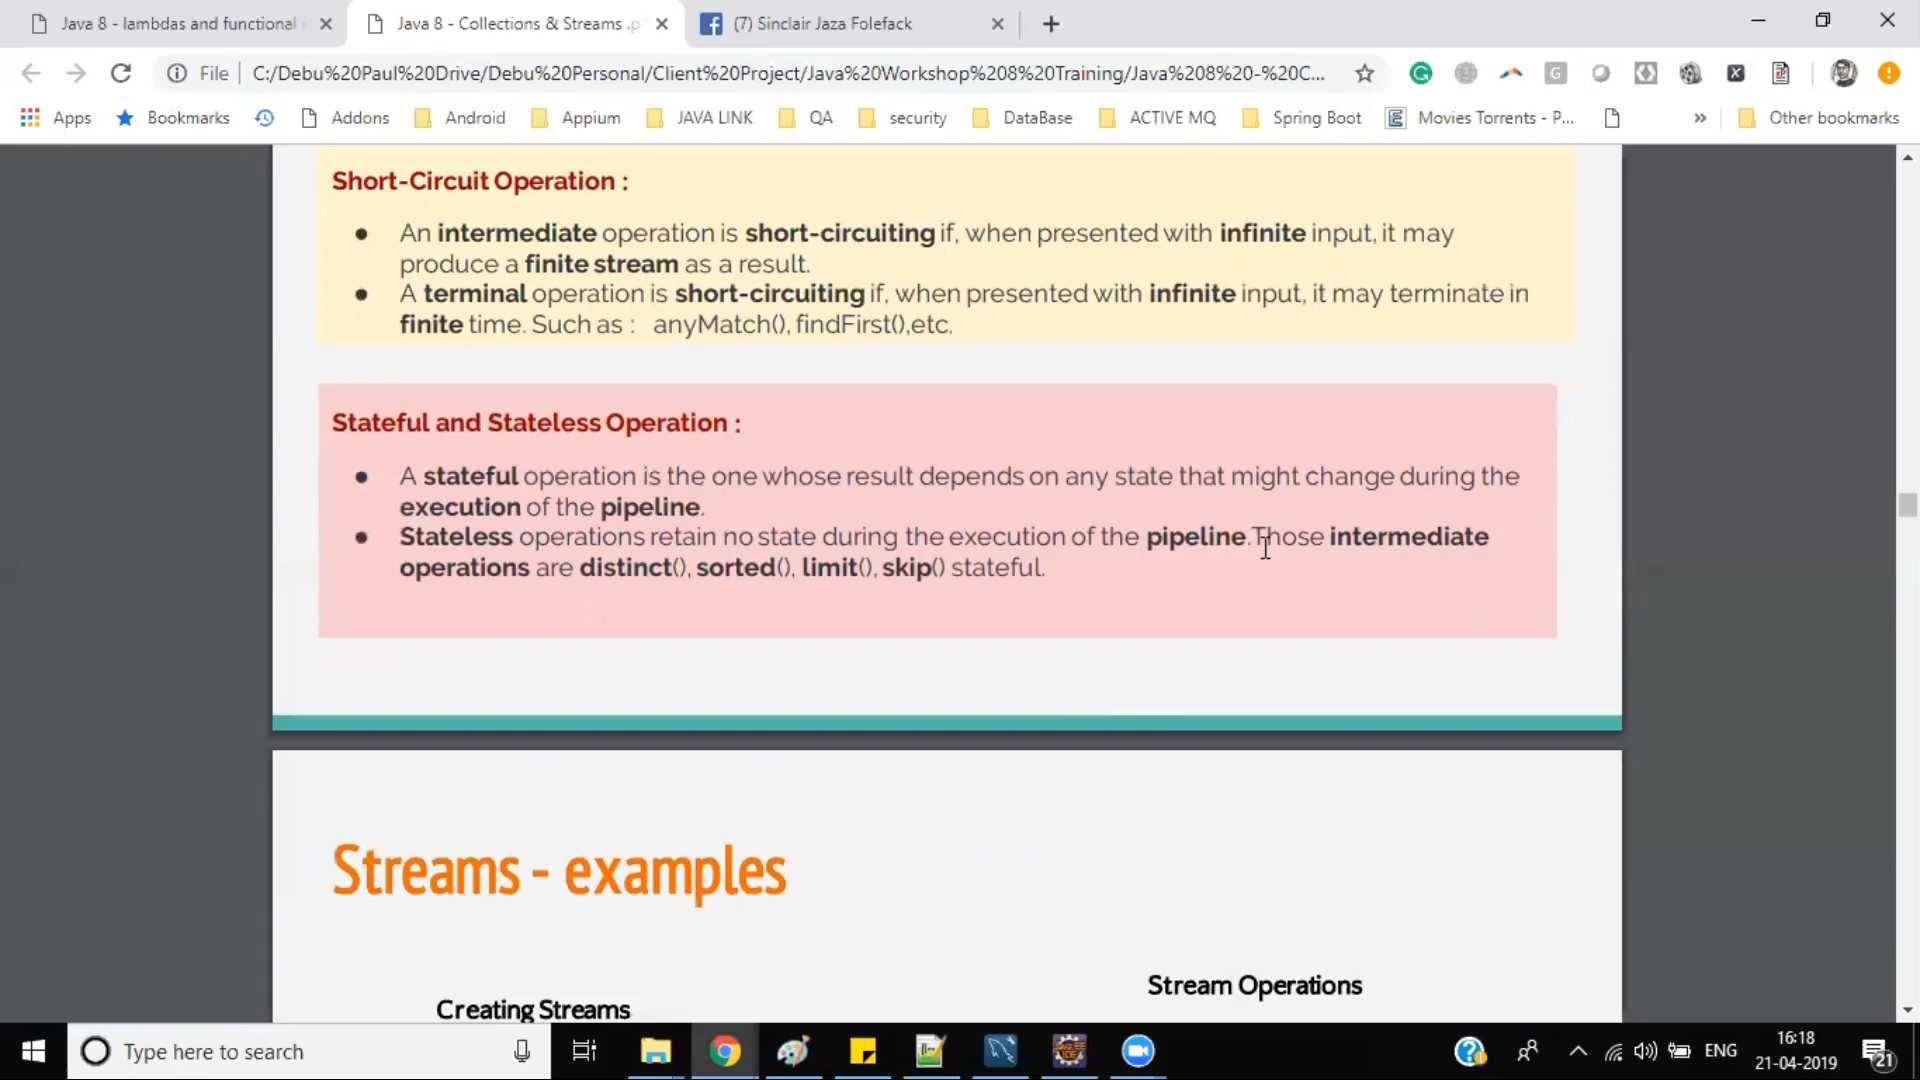 Java 8 - lambdas and functional
Java 8 - Collections & Streams .p
(7) Sinclair Jaza Folefack
File
C:/Debu%20Paul%20Drive/Debu%20Personal/Client%20Project/Java%20Workshop%208%20Training/Java%208%20-%20C...
Apps
Bookmarks
Addons
Android
Appium
JAVA LINK
QA
security
DataBase
ACTIVE MQ
Spring Boot
Movies Torrents - P...
»
Other bookmarks
Short-Circuit Operation :
● An intermediate operation is short-circuiting if, when presented with infinite input, it may
produce a finite stream as a result.
● A terminal operation is short-circuiting if, when presented with infinite input, it may terminate in
finite time. Such as : anyMatch(), findFirst(),etc.
Stateful and Stateless Operation :
● A stateful operation is the one whose result depends on any state that might change during the
execution of the pipeline.
● Stateless operations retain no state during the execution of the pipeline.Those intermediate
operations are distinct(), sorted(), limit(), skip() stateful.
Streams - examples
Stream Operations
Creating Streams
Type here to search
ENG
16:18
21-04-2019
21